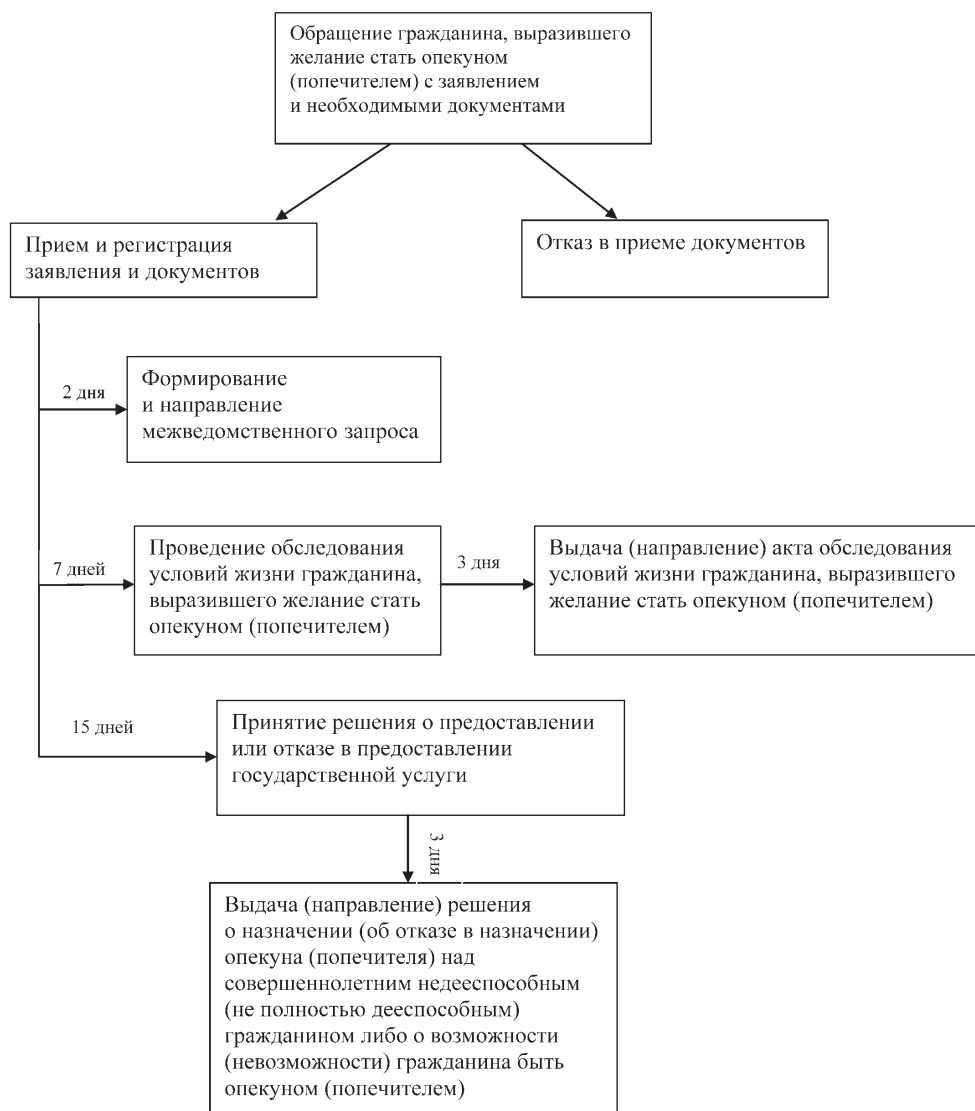 Обращение гражданина, выразившего
желание стать опекуном
(попечителем) с заявлением
и необходимыми документами
Прием и регистрация
заявления и документов
Отказ в приеме документов
2 дня
Формирование
и направление
межведомственного запроса
7 дней
Проведение обследования
условий жизни гражданина,
выразившего желание стать
опекуном (попечителем)
3 дня
Выдача (направление) акта обследования
условий жизни гражданина, выразившего
желание стать опекуном (попечителем)
15 дней
Принятие решения о предоставлении
или отказе в предоставлении
государственной услуги
3 дня
Выдача (направление) решения
о назначении (об отказе в назначении)
опекуна (попечителя) над
совершеннолетним недееспособным
(не полностью дееспособным)
гражданином либо о возможности
(невозможности) гражданина быть
опекуном (попечителем)